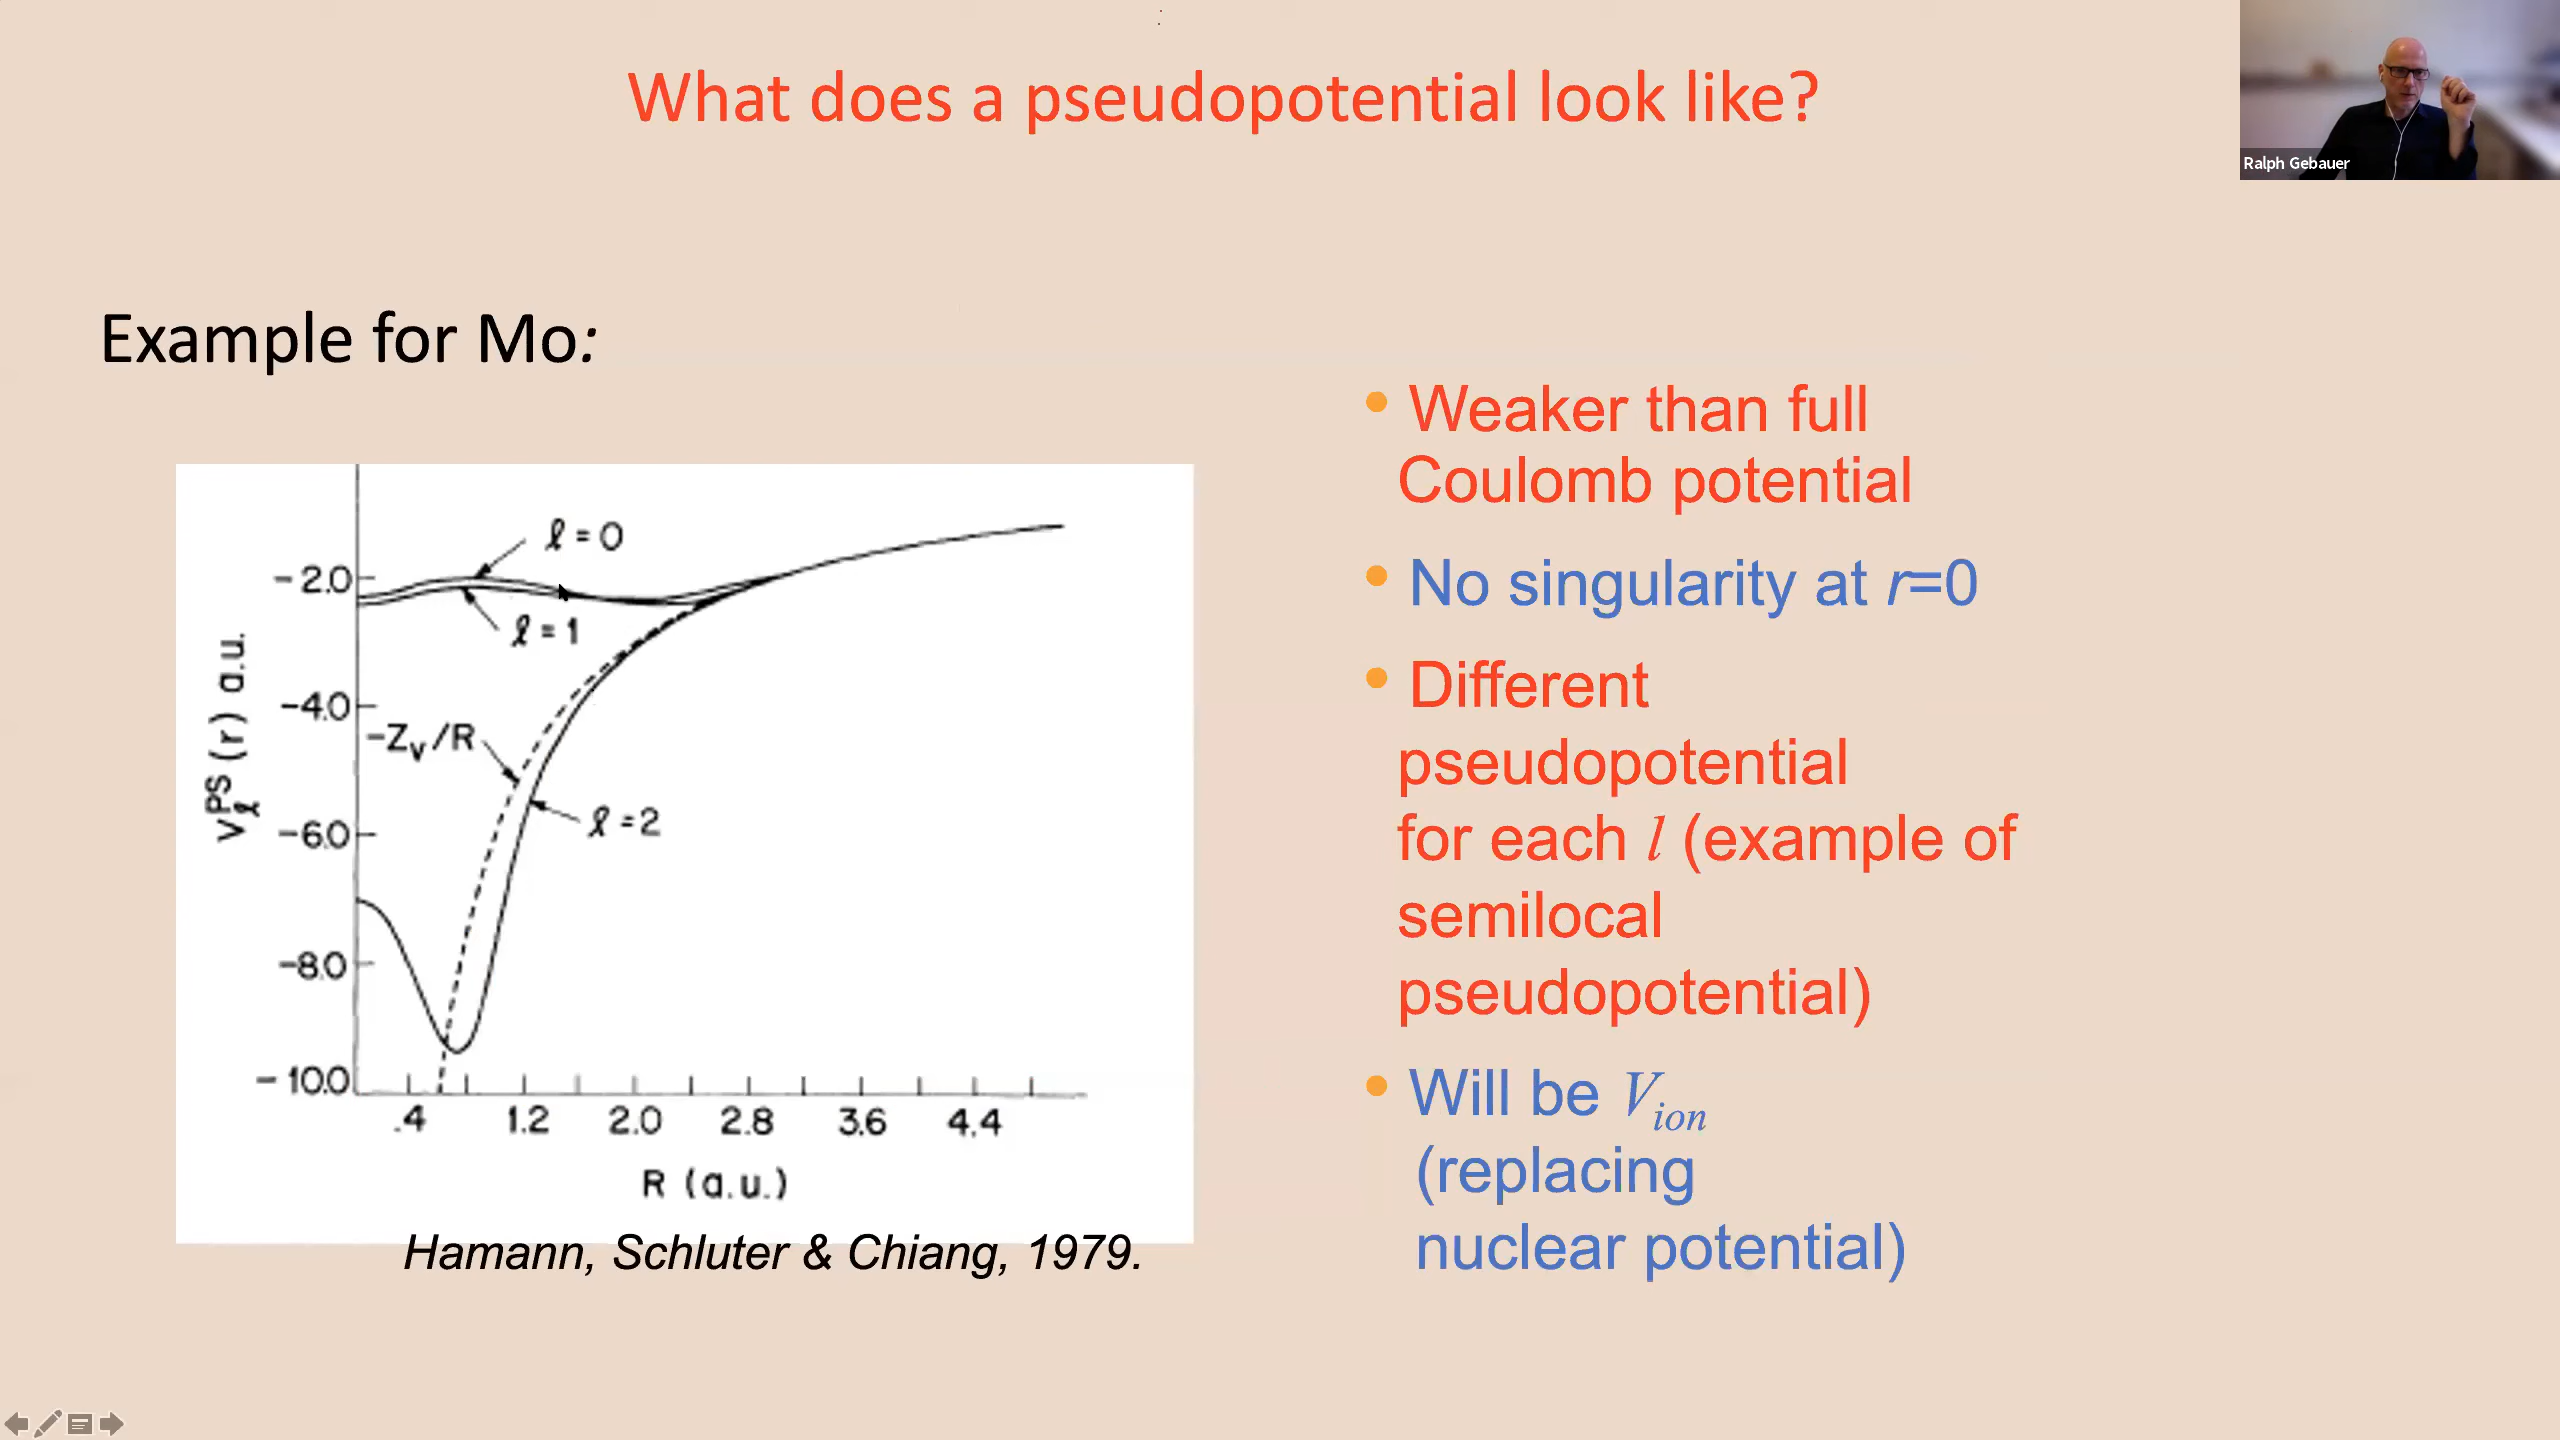 What does a pseudopotential look like?
Ralph Gebauer
Example for Mo:
ℓ = 0
-2.0
ℓ = 1
-4.0
-Z_v/R
V_ℓ^PS (r) a.u.
-6.0
ℓ = 2
-8.0
-10.0
.4 1.2 2.0 2.8 3.6 4.4
R (a.u.)
Hamann, Schluter & Chiang, 1979.
• Weaker than full
Coulomb potential
• No singularity at r=0
• Different
pseudopotential
for each l (example of
semilocal
pseudopotential)
• Will be V_ion
(replacing
nuclear potential)